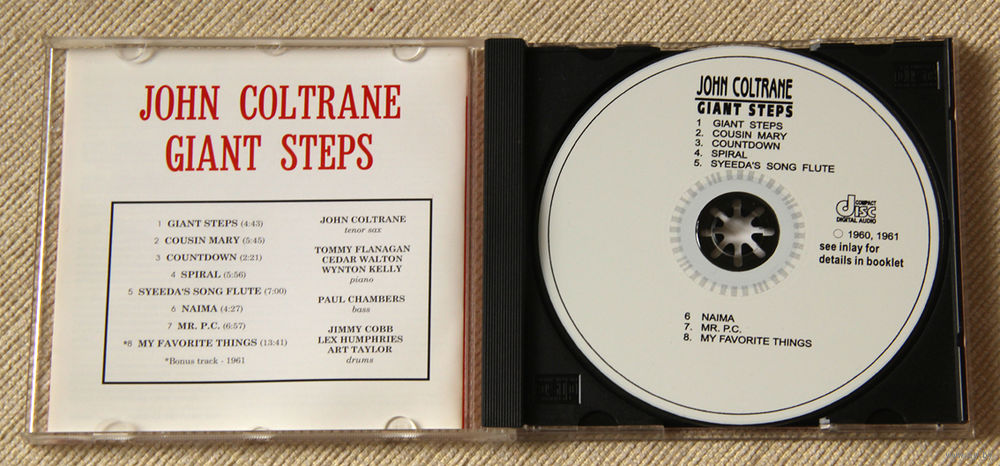 JOHN COLTRANE
GIANT STEPS
1 GIANT STEPS (4:43)
2 COUSIN MARY (5:45)
3 COUNTDOWN (2:21)
4 SPIRAL (5:56)
5 SYEEDA'S SONG FLUTE (7:00)
6 NAIMA (4:27)
7 MR. P.C. (6:57)
*8 MY FAVORITE THINGS (13:41)
*Bonus track - 1961
JOHN COLTRANE
tenor sax
TOMMY FLANAGAN
CEDAR WALTON
WYNTON KELLY
piano
PAUL CHAMBERS
bass
JIMMY COBB
LEX HUMPHRIES
ART TAYLOR
drums
JOHN COLTRANE
GIANT STEPS
1 GIANT STEPS
2. COUSIN MARY
3. COUNTDOWN
4. SPIRAL
5. SYEEDA'S SONG FLUTE
COMPACT
disc
DIGITAL AUDIO
1960, 1961
see inlay for
details in booklet
6 NAIMA
7. MR. P.C.
8. MY FAVORITE THINGS